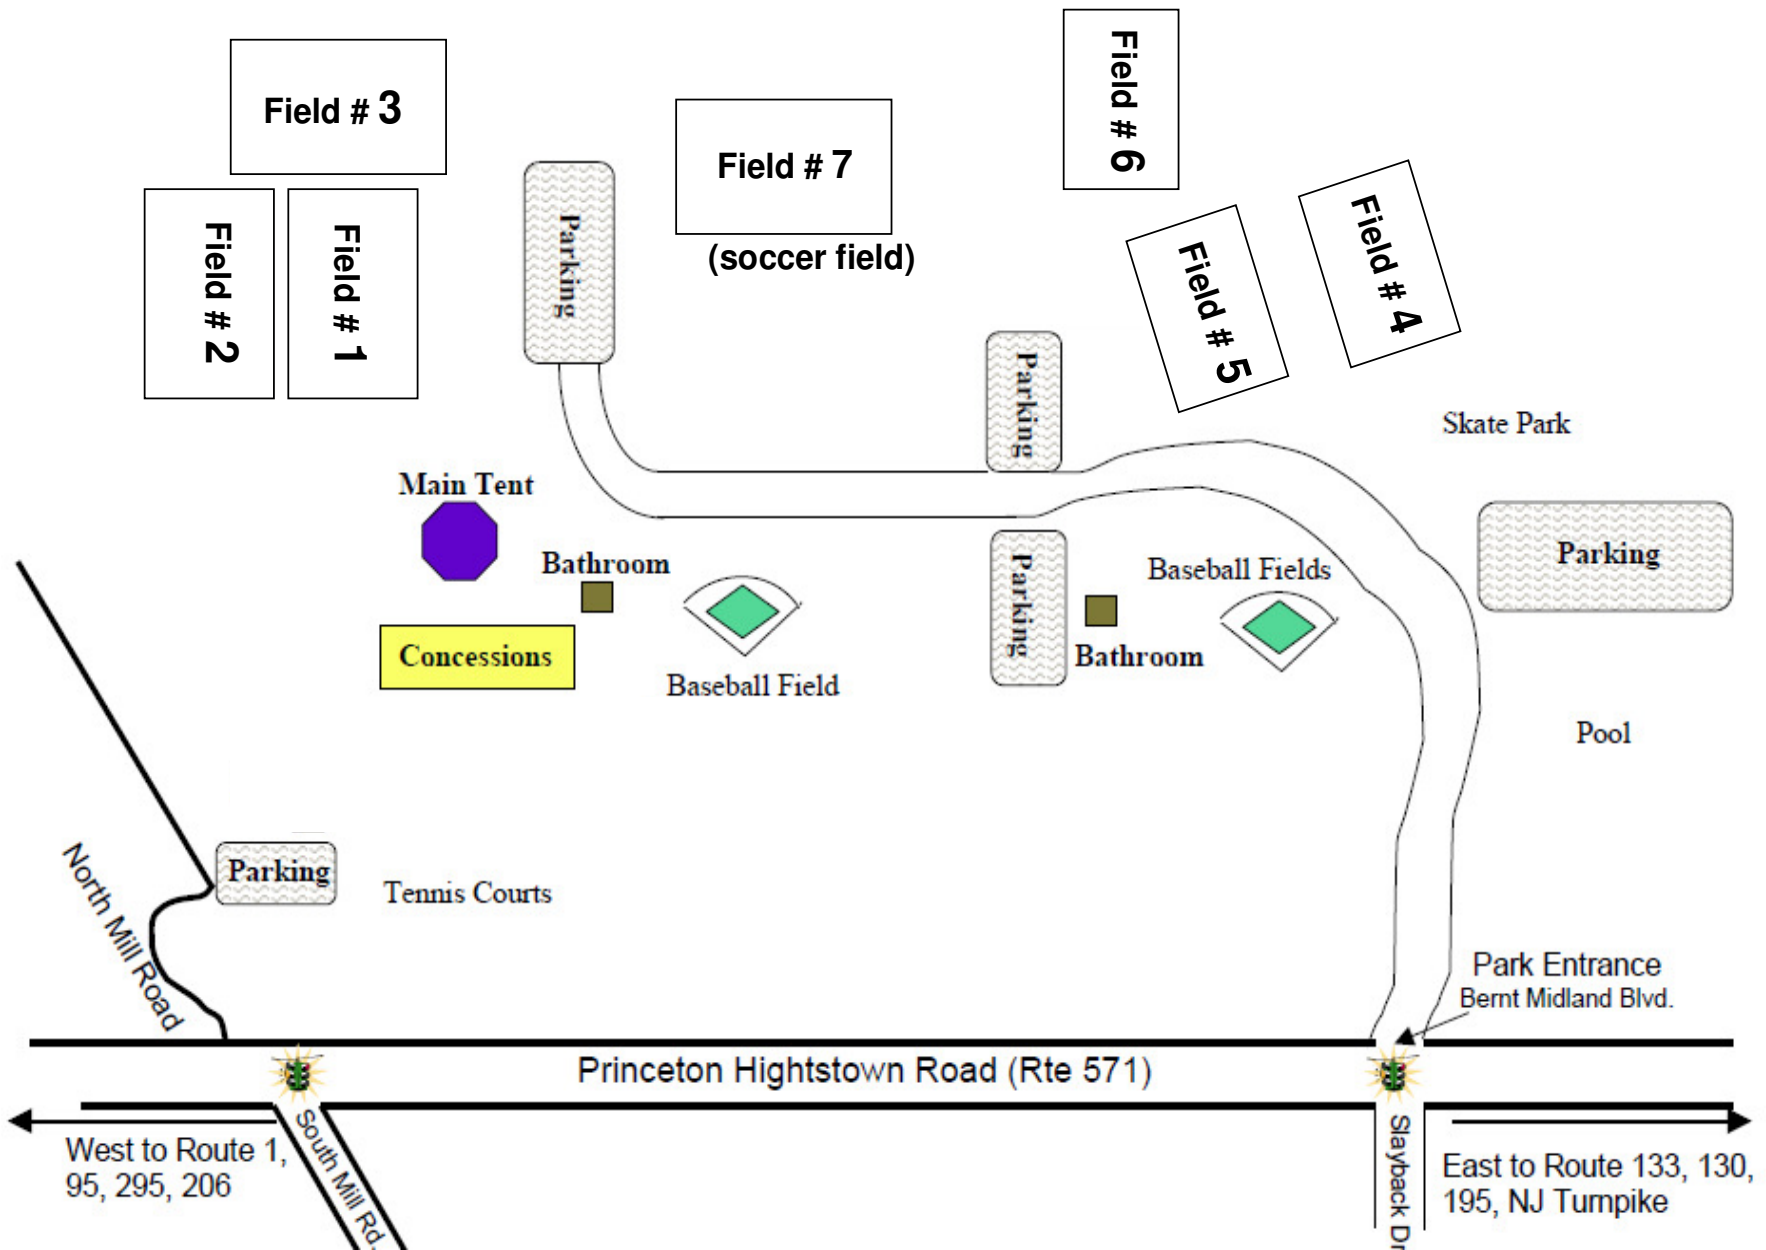 Field # 3
Field # 7
(soccer field)
Field # 6
Field # 2
Field # 1
Parking
Field # 5
Field # 4
Parking
Skate Park
Main Tent
Bathroom
Concessions
Baseball Field
Parking
Bathroom
Baseball Fields
Parking
Pool
North Mill Road
Parking
Tennis Courts
Park Entrance
Bernt Midland Blvd.
Princeton Hightstown Road (Rte 571)
West to Route 1,
95, 295, 206
South Mill Rd.
Slayback Dr
East to Route 133, 130,
195, NJ Turnpike